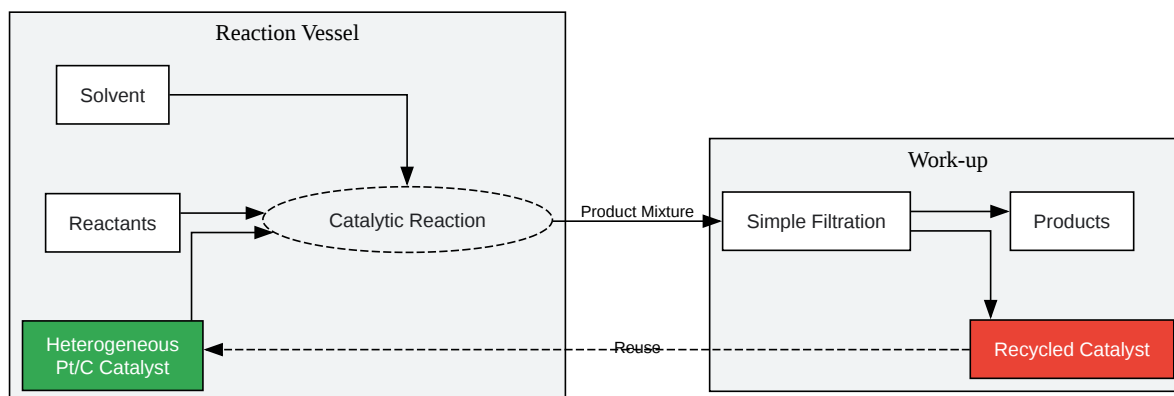 Reaction Vessel
Solvent
Reactants
Catalytic Reaction
Heterogeneous
Pt/C Catalyst
Product Mixture
Work-up
Simple Filtration
Products
Recycled Catalyst
Reuse